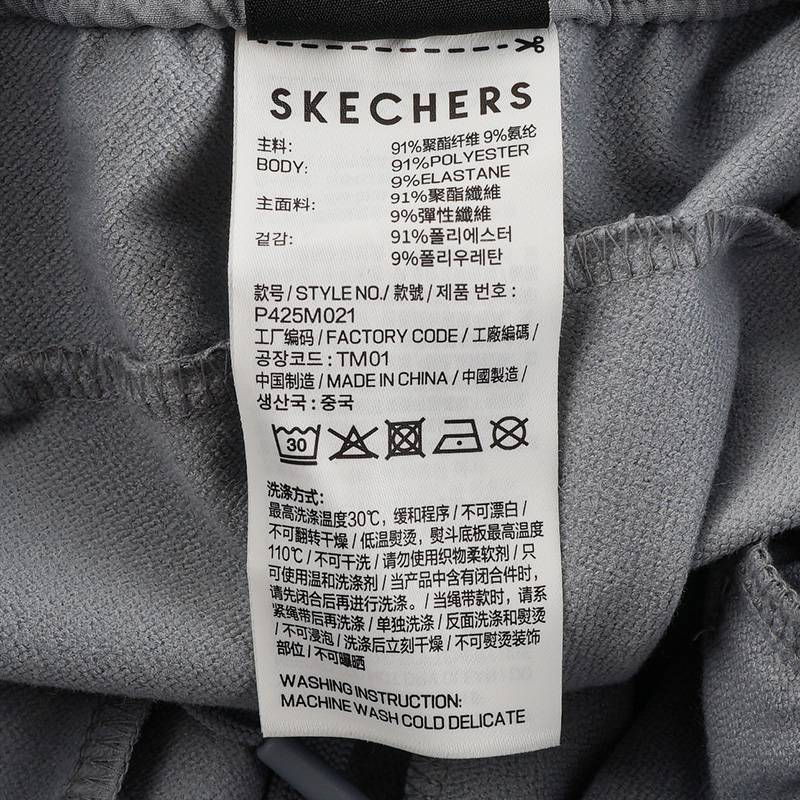 SKECHERS
主料: 91%聚酯纤维 9%氨纶
BODY: 91%POLYESTER
9%ELASTANE
主面料: 91%聚酯纖維
9%彈性纖維
겉감: 91%폴리에스터
9%폴리우레탄
款号 / STYLE NO./ 款號 / 제품 번호 :
P425M021
工厂编码 / FACTORY CODE / 工廠編碼 /
공장코드 : TM01
中国制造 / MADE IN CHINA / 中國製造 /
생산국 : 중국
30
洗涤方式:
最高洗涤温度30℃，缓和程序 / 不可漂白 /
不可翻转干燥 / 低温熨烫，熨斗底板最高温度
110℃ / 不可干洗 / 请勿使用织物柔软剂 / 只
可使用温和洗涤剂 / 当产品中含有闭合件时，
请先闭合后再进行洗涤。 / 当绳带款时，请系
紧绳带后再洗涤 / 单独洗涤 / 反面洗涤和熨烫
/ 不可浸泡 / 洗涤后立刻干燥 / 不可熨烫装饰
部位 / 不可曝晒
WASHING INSTRUCTION:
MACHINE WASH COLD DELICATE